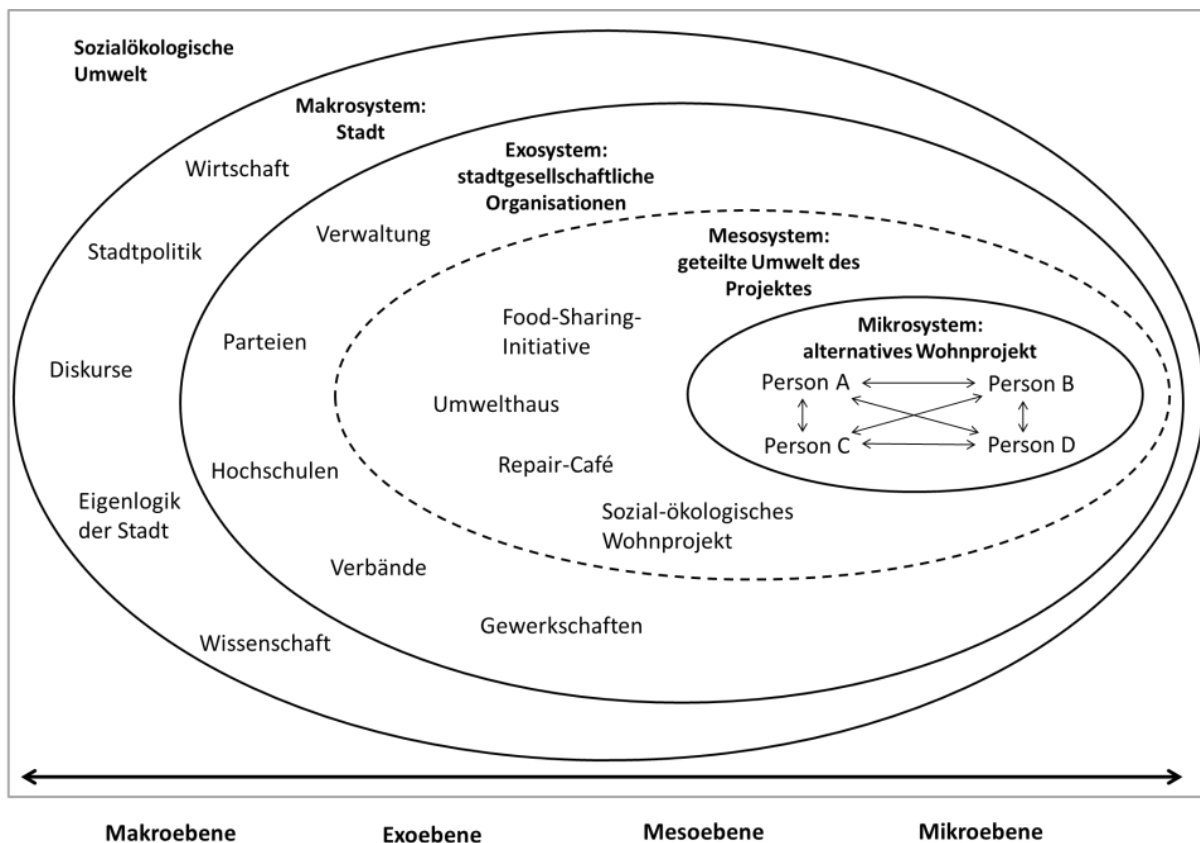 Sozialökologische
Umwelt
Makrosystem:
Stadt
Wirtschaft
Exosystem:
stadtgesellschaftliche
Organisationen
Stadtpolitik
Verwaltung
Mesosystem:
geteilte Umwelt des
Projektes
Food-Sharing-
Initiative
Parteien
Mikrosystem:
alternatives Wohnprojekt
Diskurse
Person A
Person B
Umwelthaus
Person C
Person D
Hochschulen
Repair-Café
Eigenlogik
der Stadt
Sozial-ökologisches
Wohnprojekt
Verbände
Wissenschaft
Gewerkschaften
Makroebene
Exoebene
Mesoebene
Mikroebene